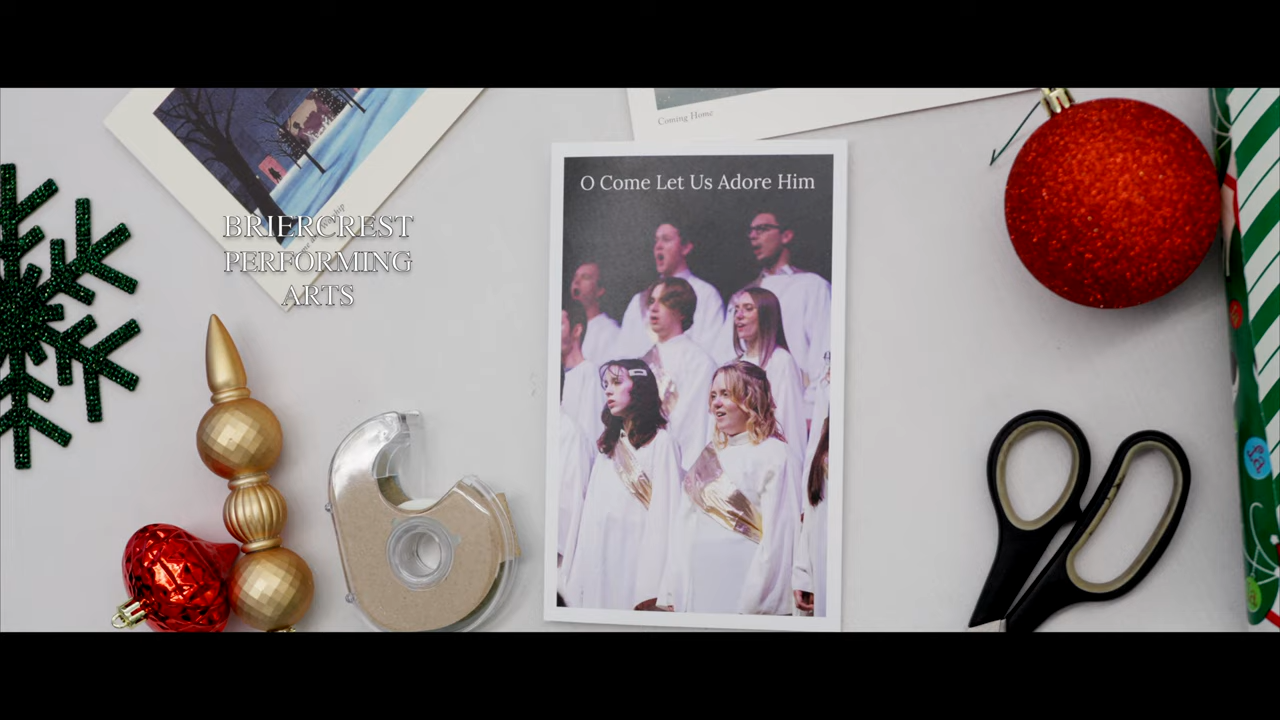 Coming Home
O Come Let Us Adore Him
BRIERCREST
PERFORMING
ARTS